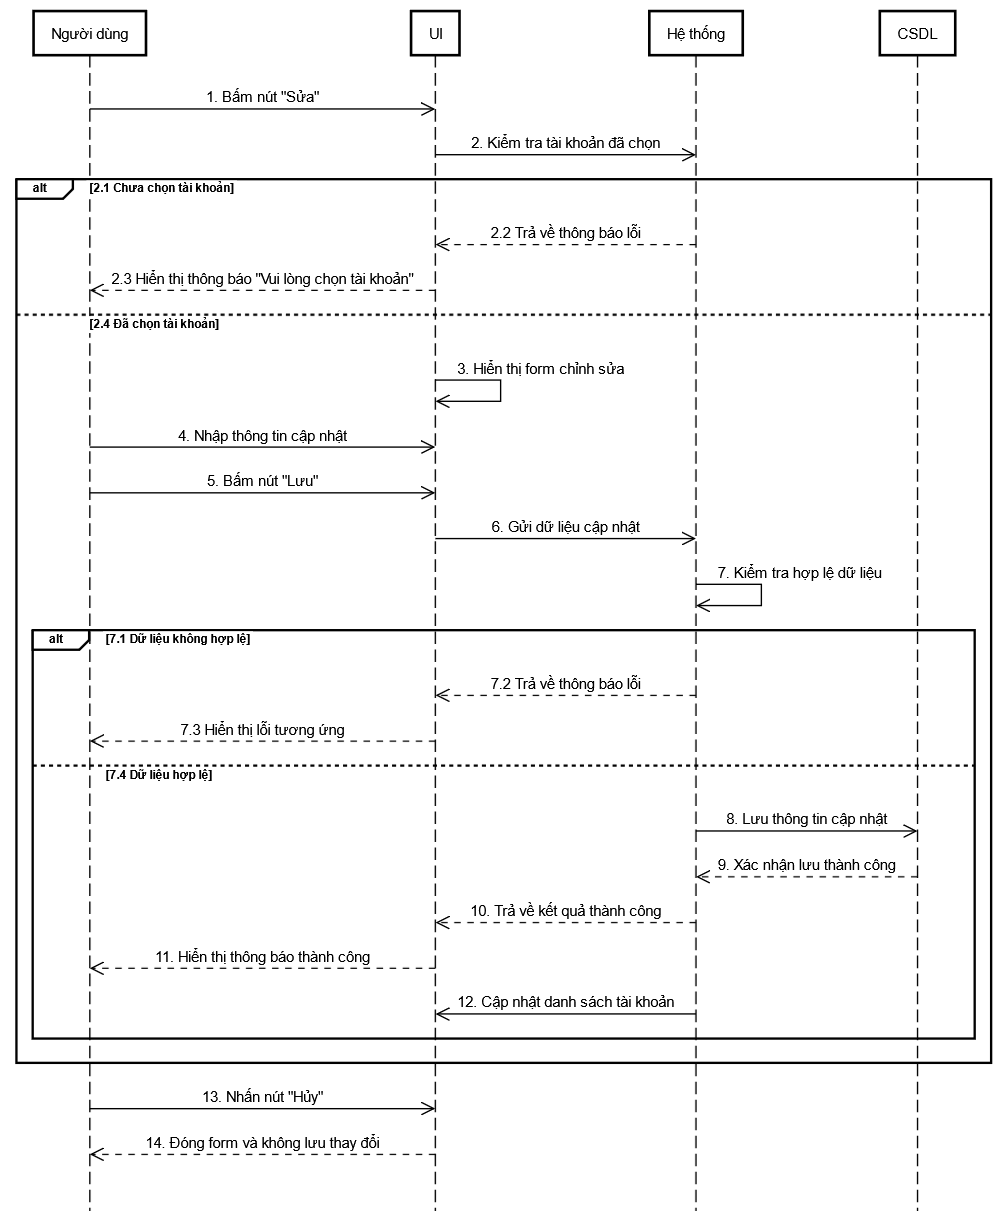 Người dùng
UI
Hệ thống
CSDL
1. Bấm nút "Sửa"
2. Kiểm tra tài khoản đã chọn
alt
[2.1 Chưa chọn tài khoản]
2.2 Trả về thông báo lỗi
2.3 Hiển thị thông báo "Vui lòng chọn tài khoản"
[2.4 Đã chọn tài khoản]
3. Hiển thị form chỉnh sửa
4. Nhập thông tin cập nhật
5. Bấm nút "Lưu"
6. Gửi dữ liệu cập nhật
7. Kiểm tra hợp lệ dữ liệu
alt
[7.1 Dữ liệu không hợp lệ]
7.2 Trả về thông báo lỗi
7.3 Hiển thị lỗi tương ứng
[7.4 Dữ liệu hợp lệ]
8. Lưu thông tin cập nhật
9. Xác nhận lưu thành công
10. Trả về kết quả thành công
11. Hiển thị thông báo thành công
12. Cập nhật danh sách tài khoản
13. Nhấn nút "Hủy"
14. Đóng form và không lưu thay đổi